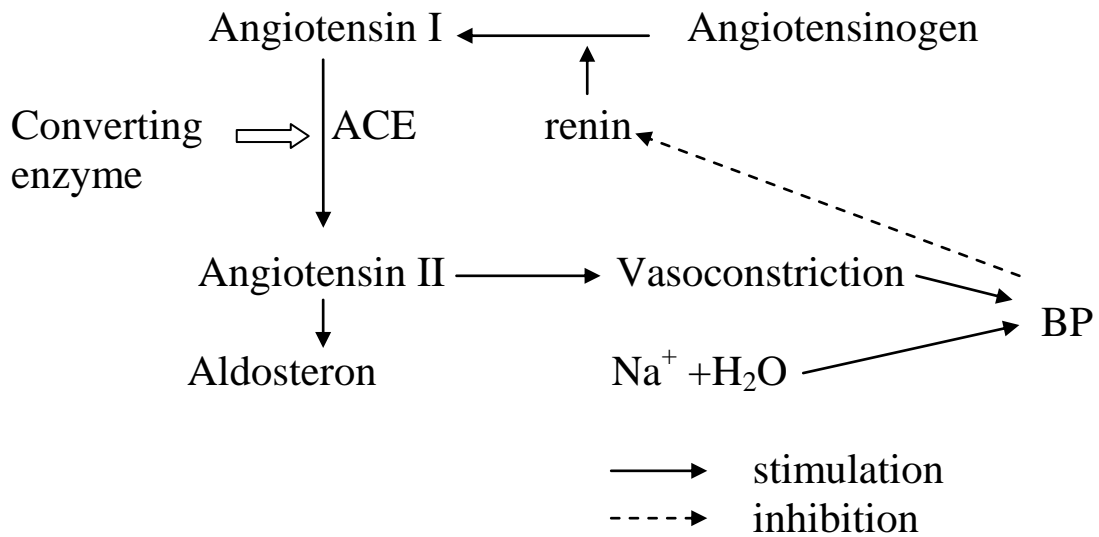 Angiotensin I
Angiotensinogen
Converting
enzyme
ACE
renin
Angiotensin II
Vasoconstriction
BP
Aldosteron
Na⁺ +H₂O
stimulation
inhibition